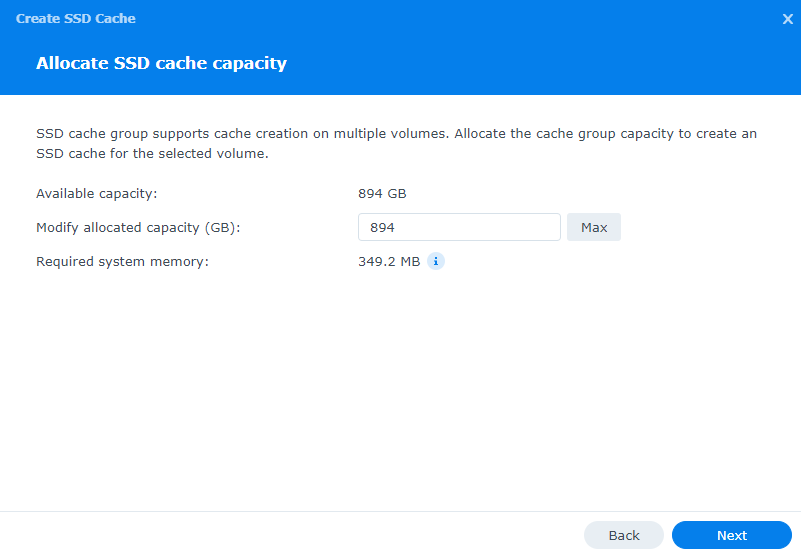 Create SSD Cache
X
Allocate SSD cache capacity
SSD cache group supports cache creation on multiple volumes. Allocate the cache group capacity to create an
SSD cache for the selected volume.
Available capacity: 894 GB
Modify allocated capacity (GB): 894 Max
Required system memory: 349.2 MB i
Back Next